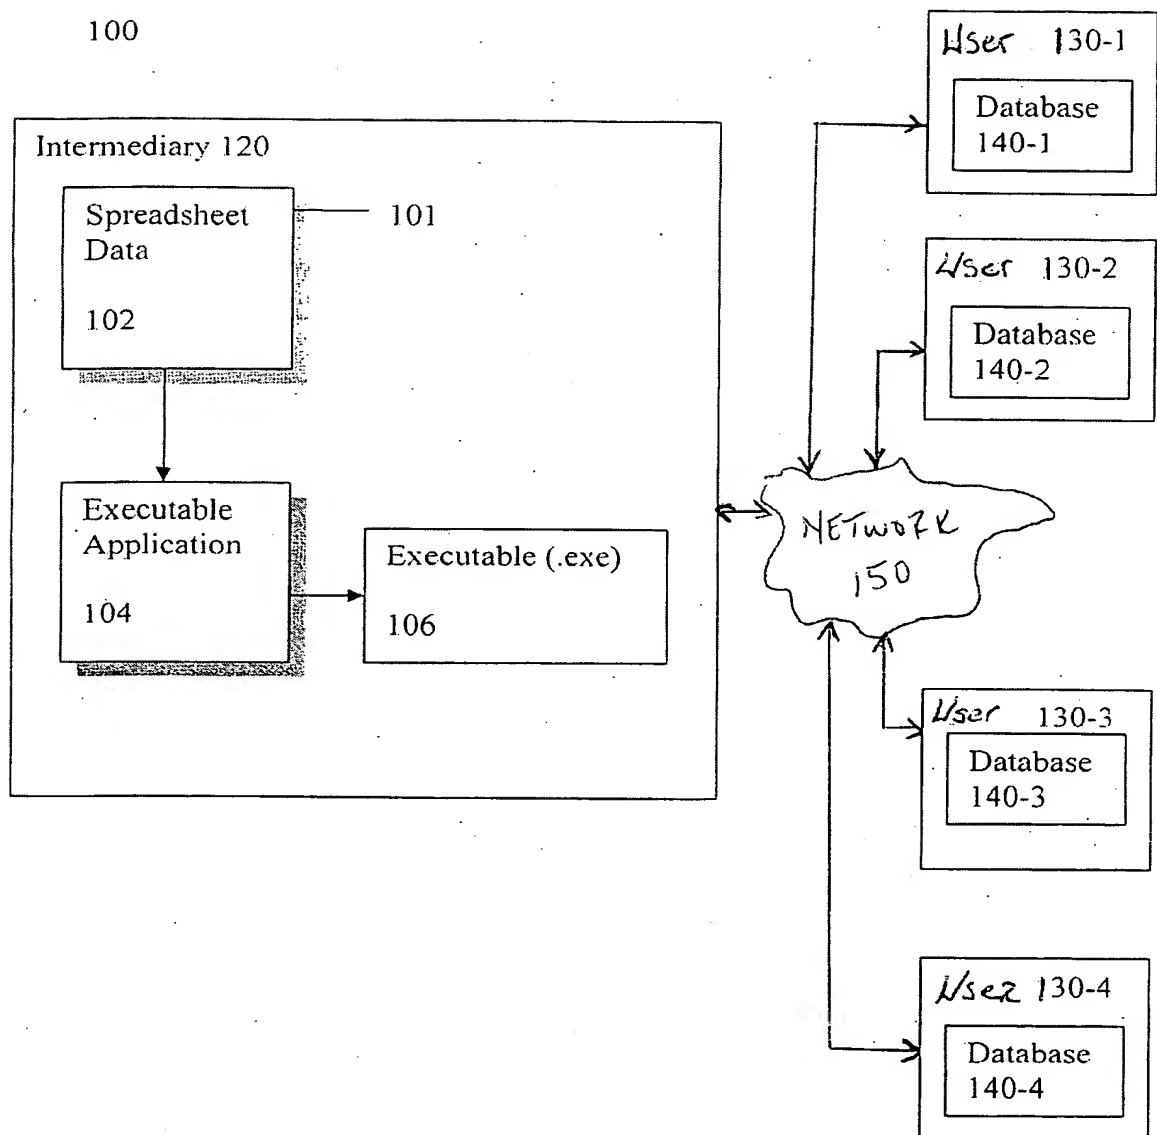 100
Intermediary 120
Spreadsheet
Data
102
101
Executable
Application
104
Executable (.exe)
106
NETWORK
150
User 130-1
Database
140-1
User 130-2
Database
140-2
User 130-3
Database
140-3
User 130-4
Database
140-4